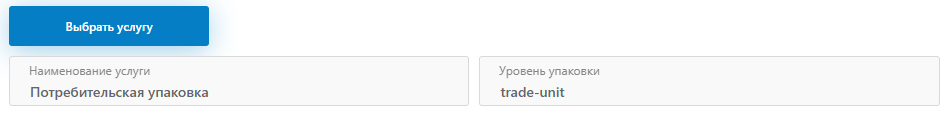 Выбрать услугу
Наименование услуги
Уровень упаковки
Потребительская упаковка
trade-unit